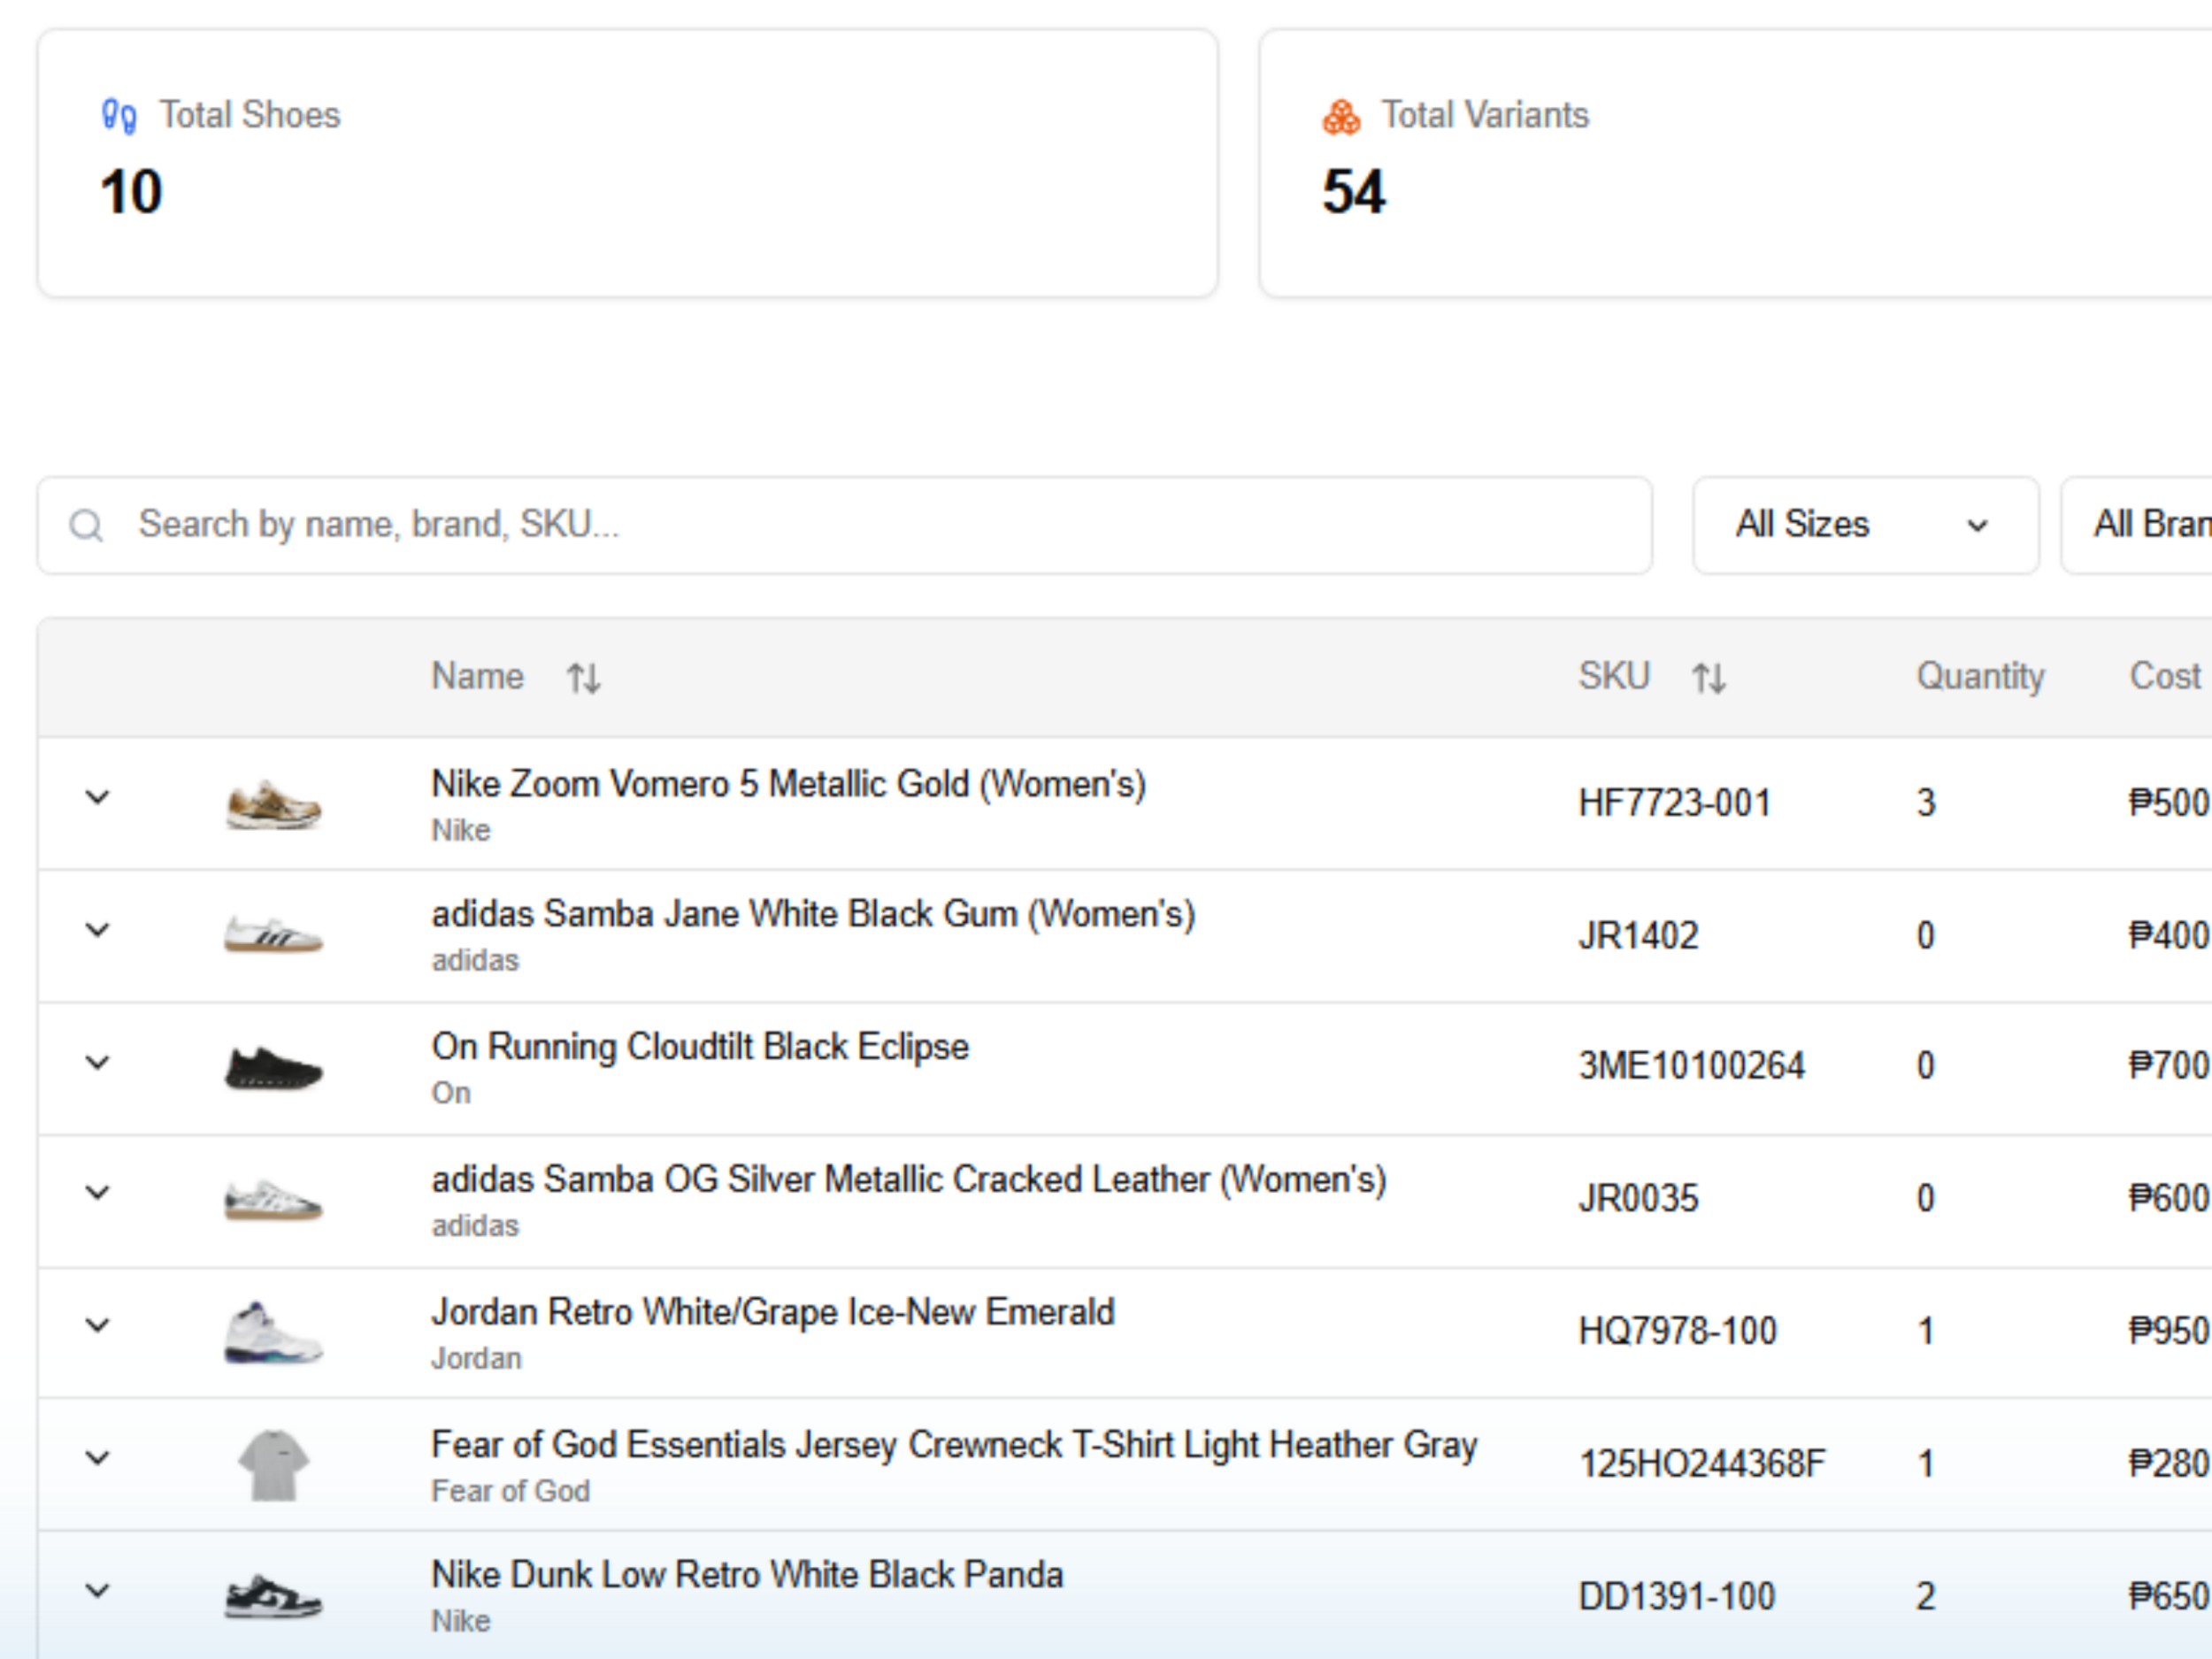 Total Shoes
10
Total Variants
54
Search by name, brand, SKU...
All Sizes
All Bran
Name SKU Quantity Cost
Nike Zoom Vomero 5 Metallic Gold (Women's)
Nike
HF7723-001 3 ₱500
adidas Samba Jane White Black Gum (Women's)
adidas
JR1402 0 ₱400
On Running Cloudtilt Black Eclipse
On
3ME10100264 0 ₱700
adidas Samba OG Silver Metallic Cracked Leather (Women's)
adidas
JR0035 0 ₱600
Jordan Retro White/Grape Ice-New Emerald
Jordan
HQ7978-100 1 ₱950
Fear of God Essentials Jersey Crewneck T-Shirt Light Heather Gray
Fear of God
125HO244368F 1 ₱280
Nike Dunk Low Retro White Black Panda
Nike
DD1391-100 2 ₱650